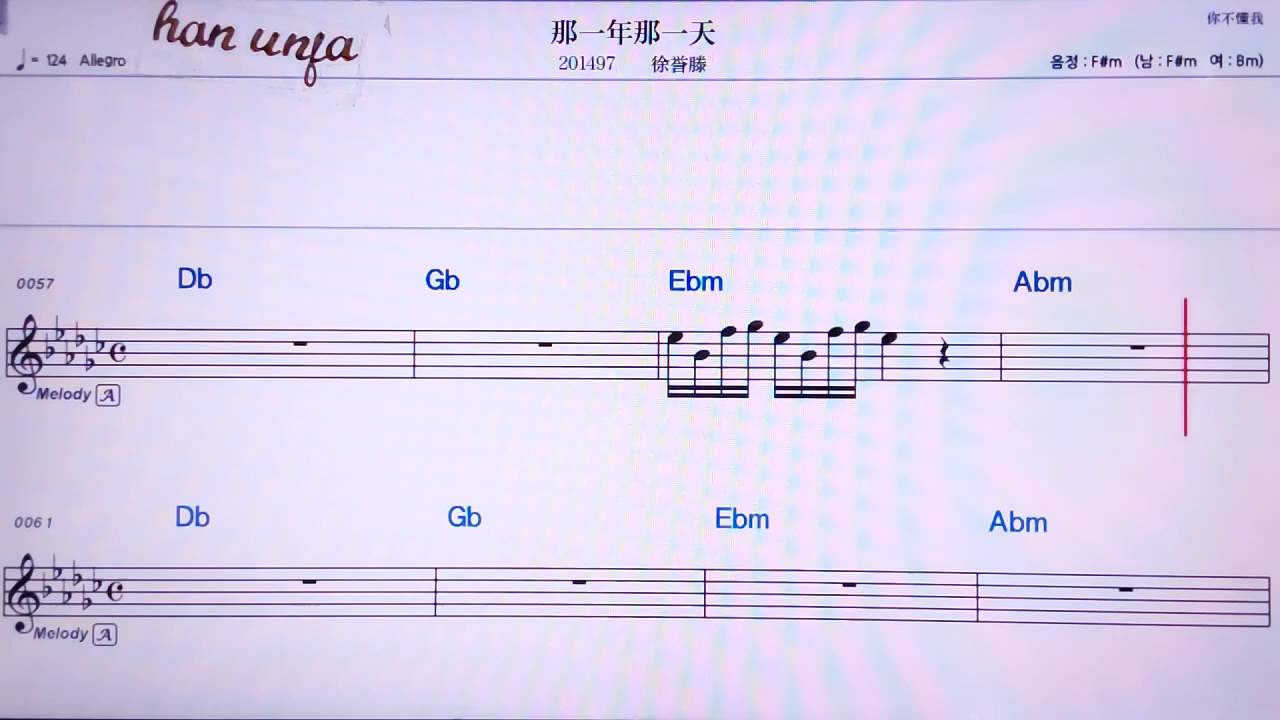 han unfa
那一年那一天
你不懂我
= 124 Allegro
201497 徐誉滕
음정 : F#m (남 : F#m 여 : Bm)
0057 Db Gb Ebm Abm
Melody A
0061 Db Gb Ebm Abm
Melody A